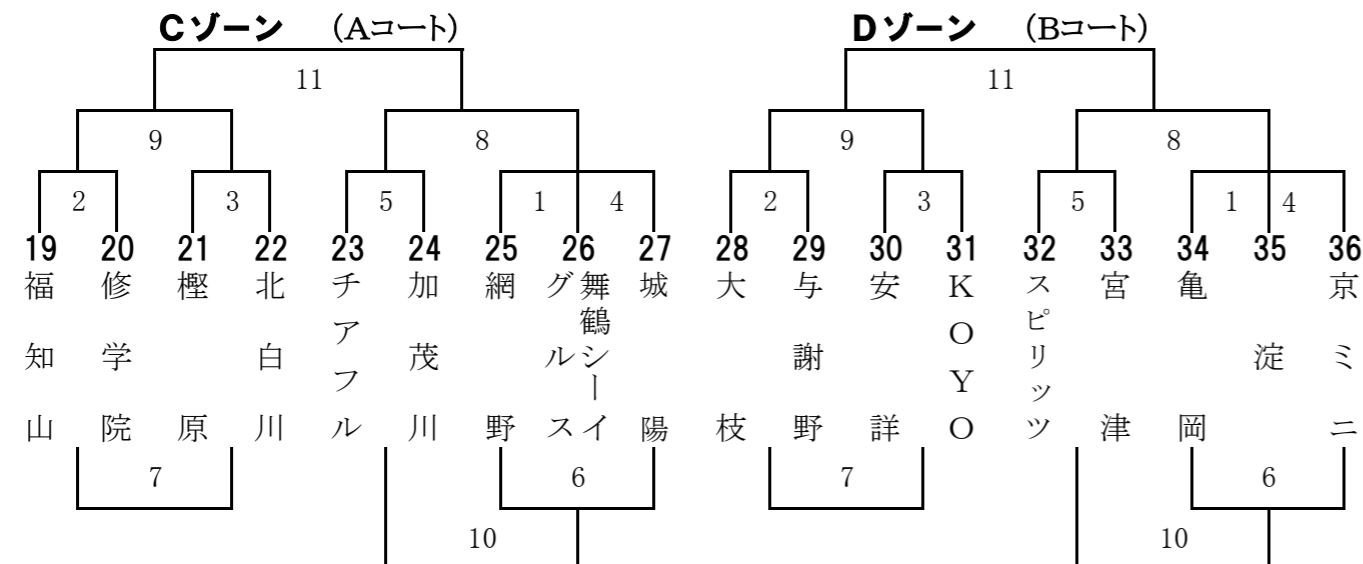 Cゾーン (Aコート)
Dゾーン (Bコート)
11
11
9
8
9
8
2
3
5
1
4
2
3
5
1
4
19
20
21
22
23
24
25
26
27
28
29
30
31
32
33
34
35
36
福知山
修学院
樫原
北白川
チアフル
加茂川
網野
舞鶴シーイ
グルス
城陽
大枝
与謝野
安詳
KOYO
スピリッツ
宮津
亀岡
淀
京ミニ
7
6
7
6
10
10